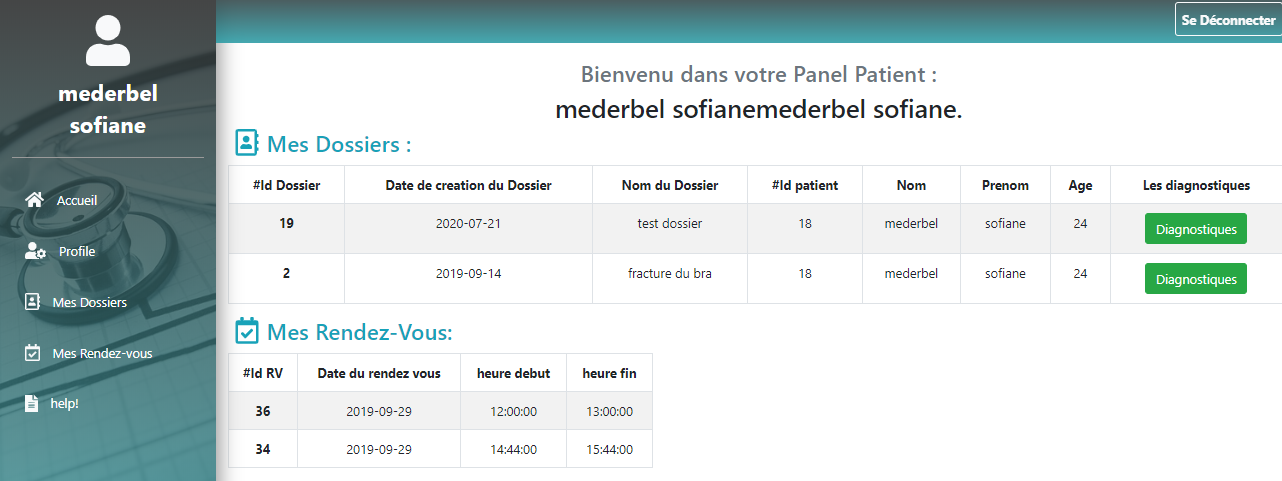 mederbel
sofiane
Accueil
Profile
Mes Dossiers
Mes Rendez-vous
help!
Se Déconnecter
Bienvenu dans votre Panel Patient :
mederbel sofianemederbel sofiane.
Mes Dossiers :
#Id Dossier Date de creation du Dossier Nom du Dossier #Id patient Nom Prenom Age Les diagnostiques
19 2020-07-21 test dossier 18 mederbel sofiane 24 Diagnostiques
2 2019-09-14 fracture du bra 18 mederbel sofiane 24 Diagnostiques
Mes Rendez-Vous:
#Id RV Date du rendez vous heure debut heure fin
36 2019-09-29 12:00:00 13:00:00
34 2019-09-29 14:44:00 15:44:00